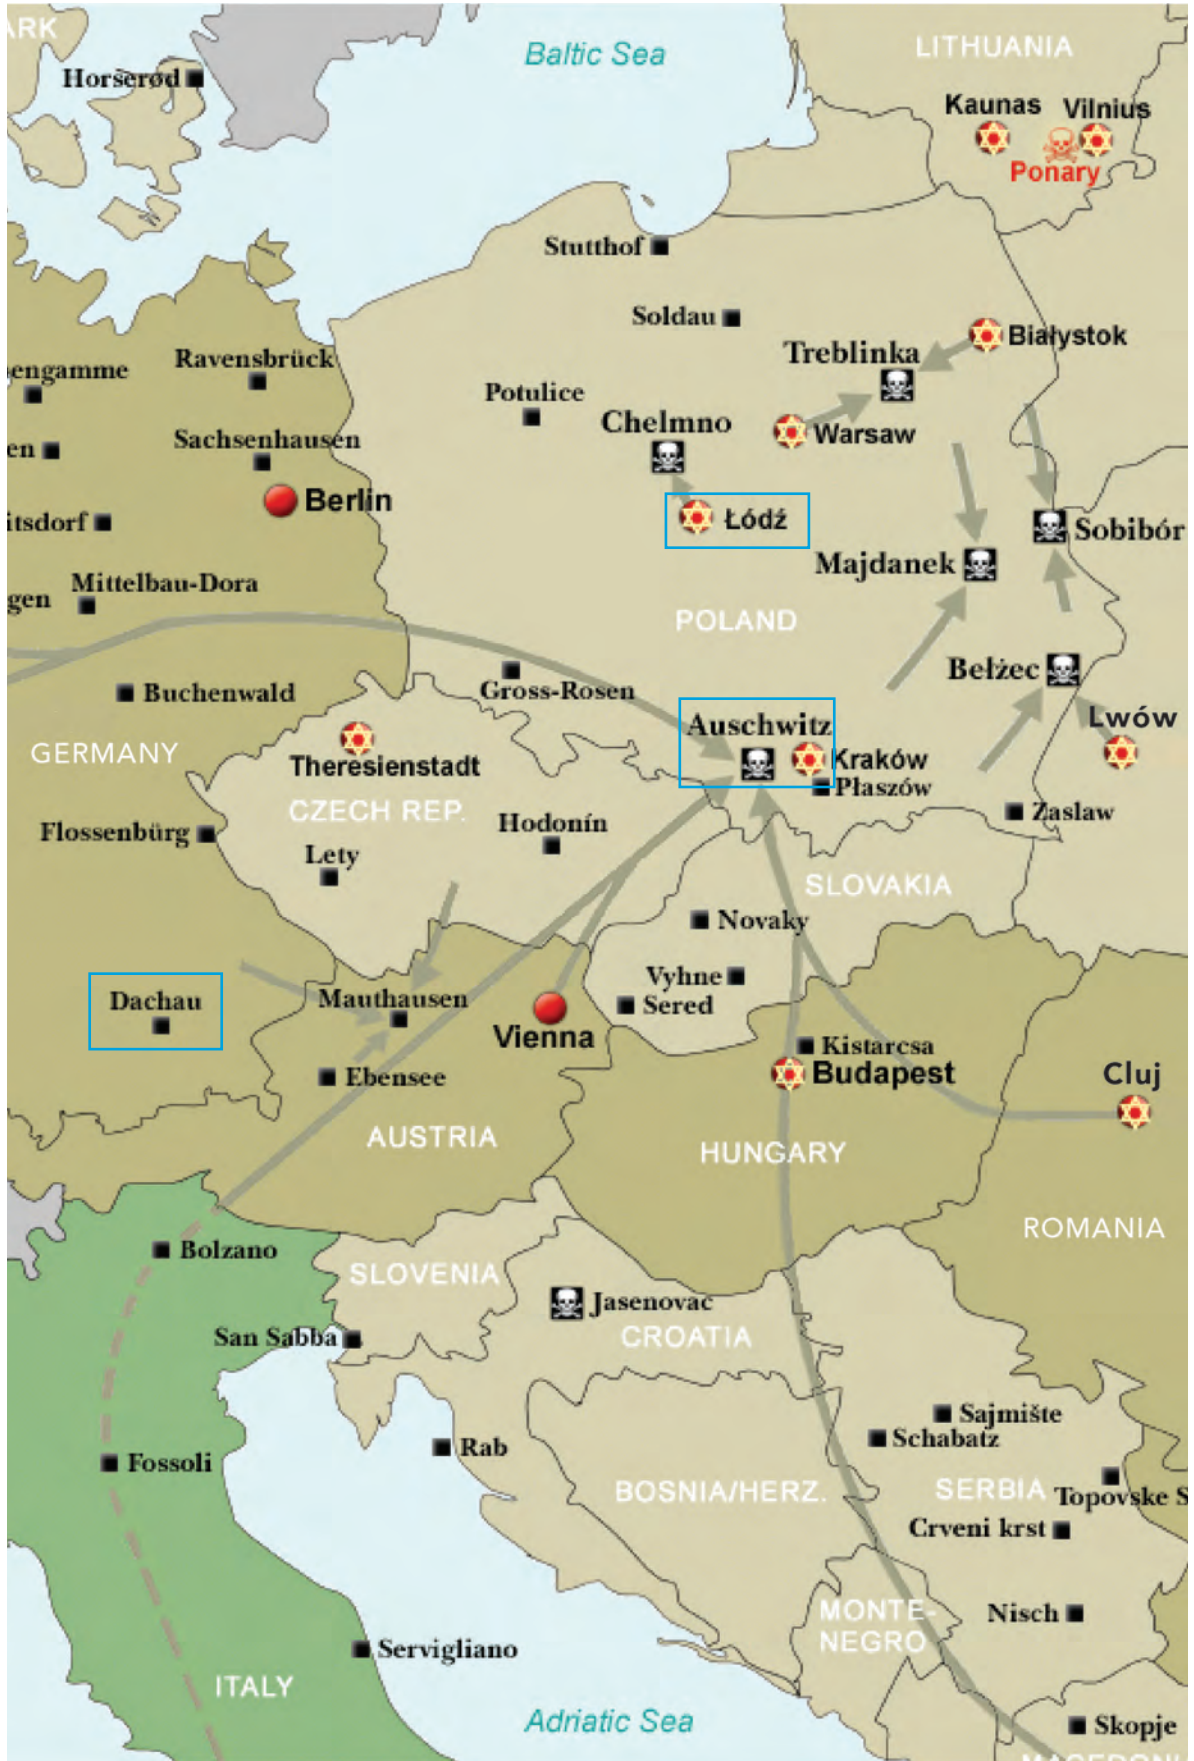 ARK
Baltic Sea
LITHUANIA
Horserød
Kaunas
Vilnius
Ponary
Stutthof
Soldau
Białystok
Treblinka
Ravensbrück
engamme
Potulice
Chelmno
Warsaw
Sachsenhausen
en
Berlin
Łódź
itsdorf
Sobibór
Majdanek
Mittelbau-Dora
gen
POLAND
Bełżec
Gross-Rosen
Buchenwald
Auschwitz
Lwów
GERMANY
Theresienstadt
Kraków
Płaszów
CZECH REP.
Zaslaw
Hodonín
Flossenbürg
Lety
SLOVAKIA
Novaky
Vyhne
Dachau
Mauthausen
Sered
Vienna
Kistarcsa
Budapest
Cluj
Ebensee
AUSTRIA
HUNGARY
ROMANIA
Bolzano
SLOVENIA
Jasenovac
San Sabba
CROATIA
Sajmište
Schabatz
Rab
Fossoli
BOSNIA/HERZ.
SERBIA
Topovske S
Crveni krst
MONTE-
NEGRO
Nisch
Servigliano
ITALY
Adriatic Sea
Skopje